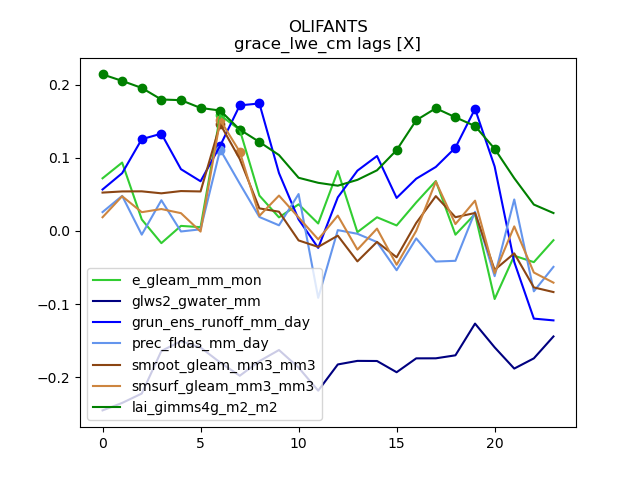 OLIFANTS
grace_lwe_cm lags [X]
0.2
0.1
0.0
−0.1
−0.2
e_gleam_mm_mon
glws2_gwater_mm
grun_ens_runoff_mm_day
prec_fldas_mm_day
smroot_gleam_mm3_mm3
smsurf_gleam_mm3_mm3
lai_gimms4g_m2_m2
0 5 10 15 20